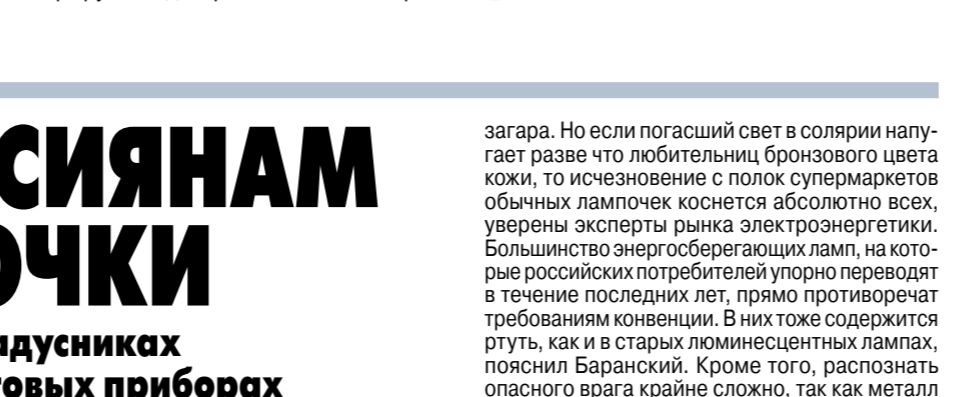 СИЯНАМ
ЧКИ
адусниках
товых приборах
загара. Но если погасший свет в солярии напу-
гает разве что любительниц бронзового цвета
кожи, то исчезновение с полок супермаркетов
обычных лампочек коснется абсолютно всех,
уверены эксперты рынка электроэнергетики.
Большинство энергосберегающих ламп, на кото-
рые российских потребителей упорно переводят
в течение последних лет, прямо противоречат
требованиям конвенции. В них тоже содержится
ртуть, как и в старых люминесцентных лампах,
пояснил Баранский. Кроме того, распознать
опасного врага крайне сложно, так как металл